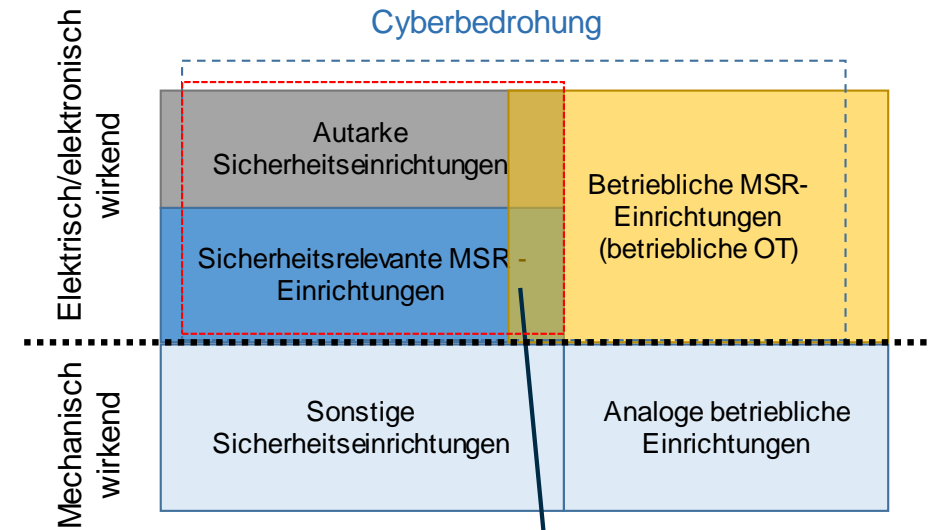 Cyberbedrohung
Elektrisch/elektronisch
wirkend
Autarke
Sicherheitseinrichtungen
Betriebliche MSR-
Einrichtungen
(betriebliche OT)
Sicherheitsrelevante MSR -
Einrichtungen
Mechanisch
wirkend
Sonstige
Sicherheitseinrichtungen
Analoge betriebliche
Einrichtungen